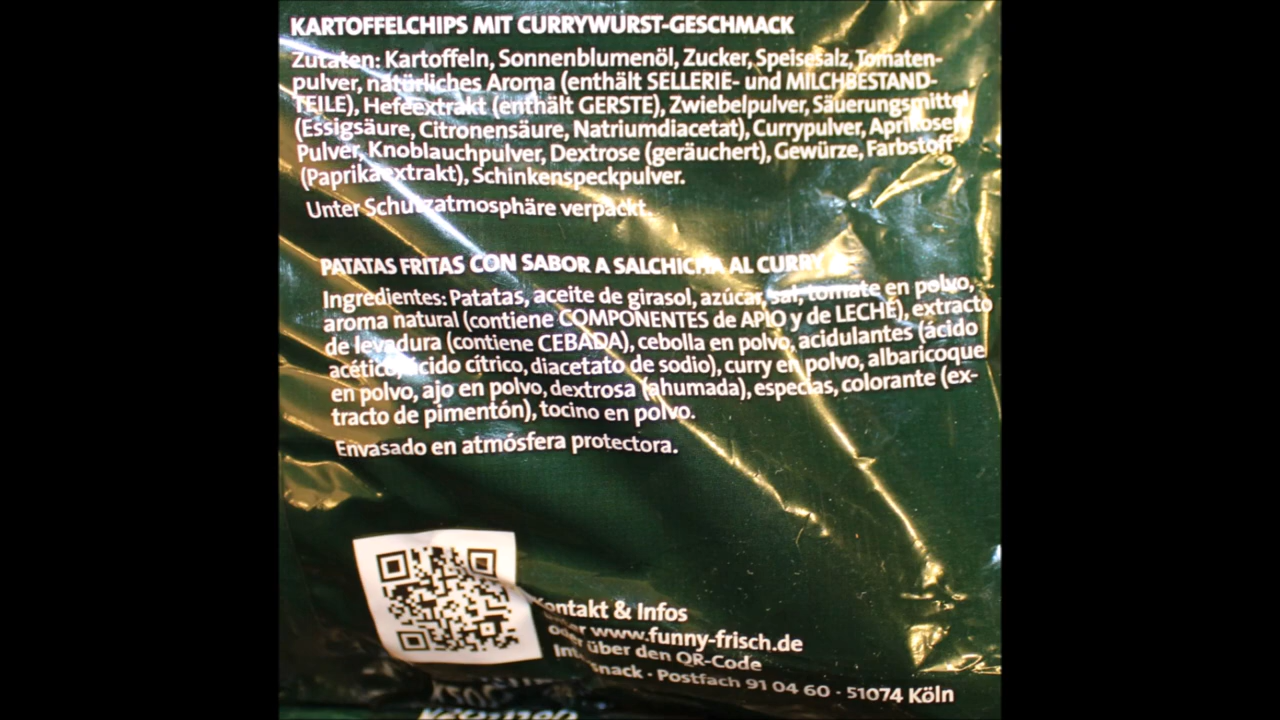 KARTOFFELCHIPS MIT CURRYWURST-GESCHMACK
Zutaten: Kartoffeln, Sonnenblumenöl, Zucker, Speisesalz, Tomaten-
pulver, natürliches Aroma (enthält SELLERIE- und MILCHBESTAND-
TEILE), Hefeextrakt (enthält GERSTE), Zwiebelpulver, Säuerungsmittel
(Essigsäure, Citronensäure, Natriumdiacetat), Currypulver, Aprikosen-
Pulver, Knoblauchpulver, Dextrose (geräuchert), Gewürze, Farbstoff
(Paprikaextrakt), Schinkenspeckpulver.
Unter Schutzatmosphäre verpackt.
PATATAS FRITAS CON SABOR A SALCHICHA AL CURRY
Ingredientes: Patatas, aceite de girasol, azúcar, sal, tomate en polvo,
aroma natural (contiene COMPONENTES de APIO y de LECHE), extracto
de levadura (contiene CEBADA), cebolla en polvo, acidulantes (ácido
acético, ácido cítrico, diacetato de sodio), curry en polvo, albaricoque
en polvo, ajo en polvo, dextrosa (ahumada), especias, colorante (ex-
tracto de pimentón), tocino en polvo.
Envasado en atmósfera protectora.
Kontakt & Infos
unter www.funny-frisch.de
oder über den QR-Code
Intersnack · Postfach 91 04 60 · 51074 Köln